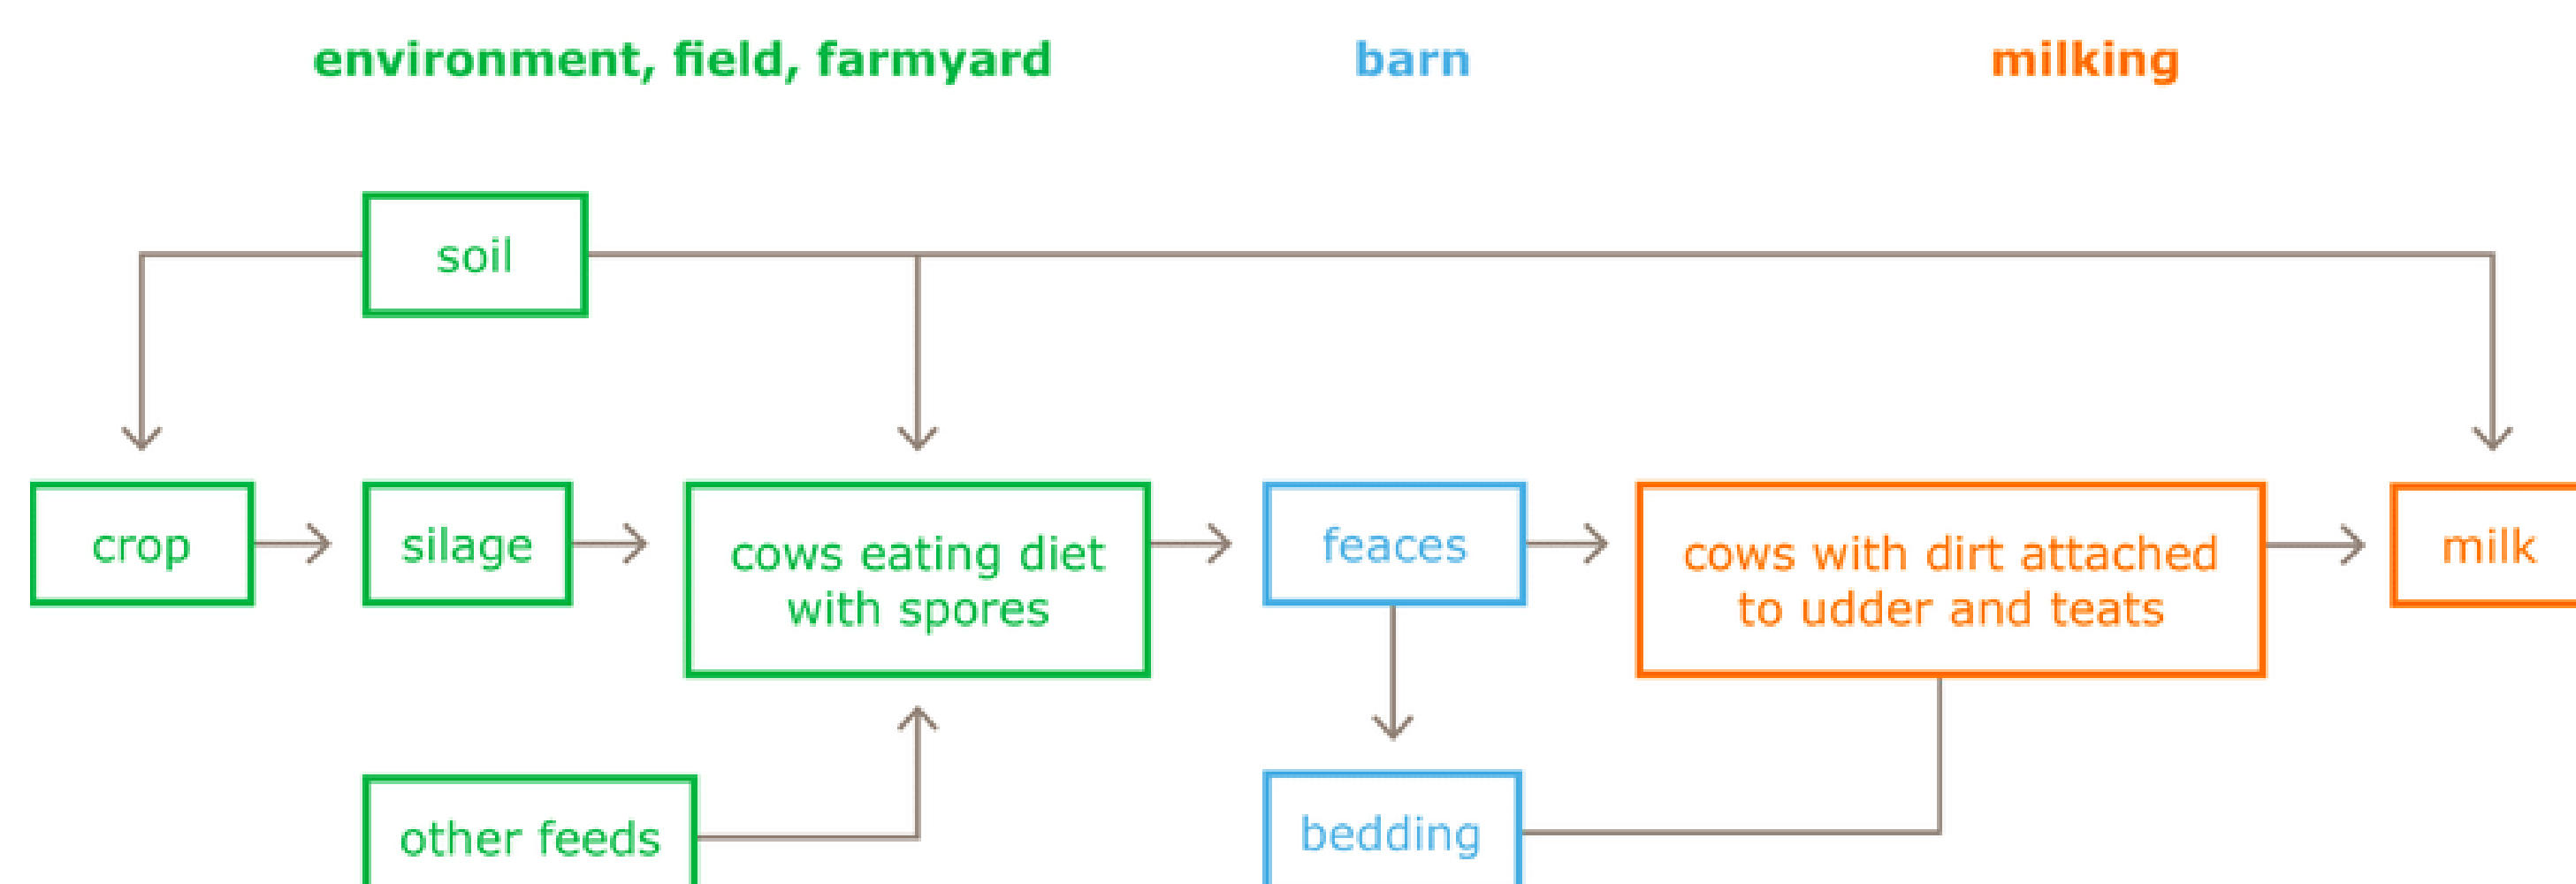 environment, field, farmyard
barn
milking
soil
crop
silage
cows eating diet
with spores
feaces
cows with dirt attached
to udder and teats
milk
other feeds
bedding